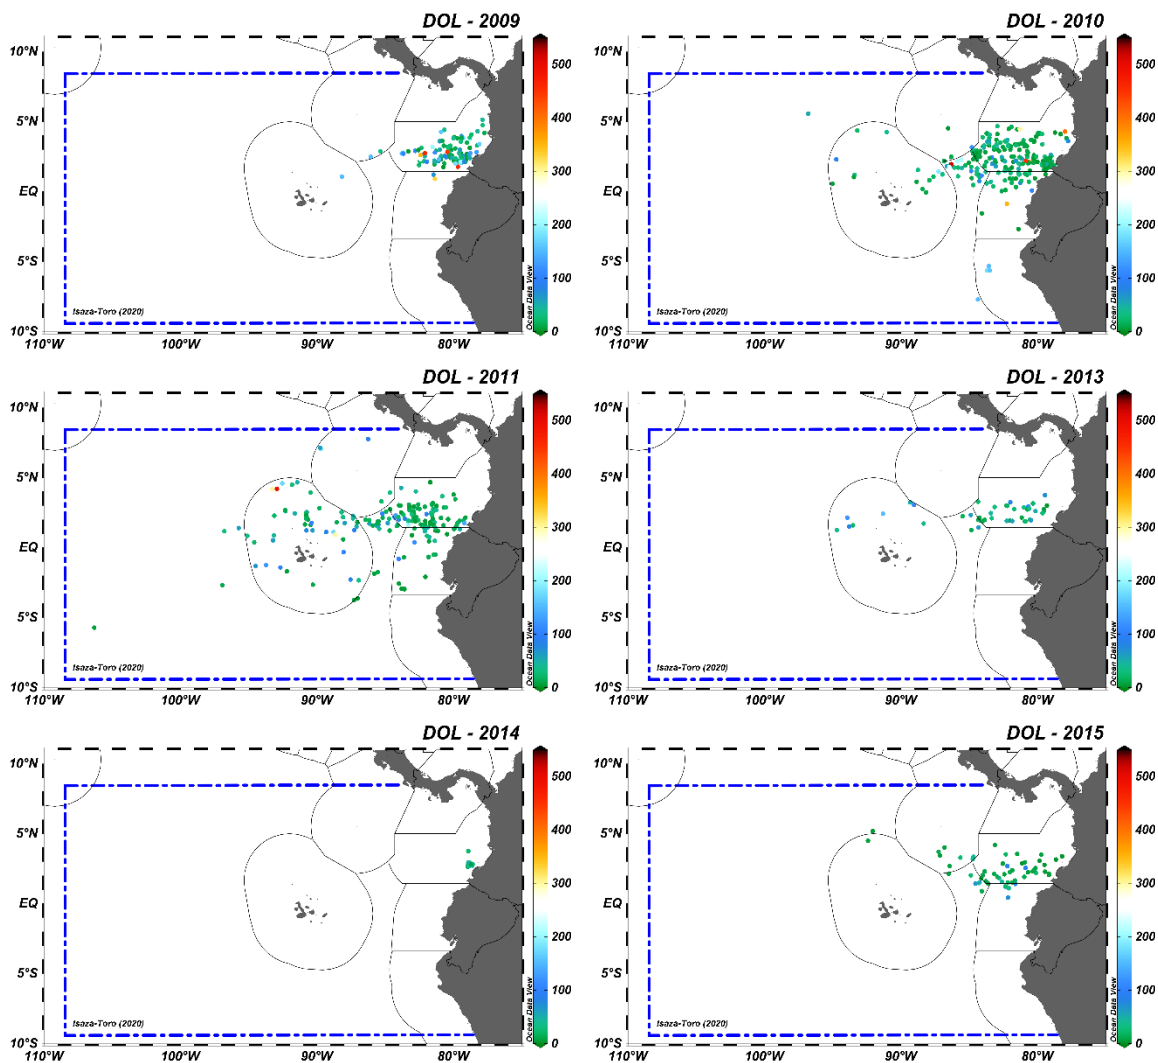 DOL - 2009
DOL - 2010
10°N
5°N
EQ
5°S
10°S
110°W
100°W
90°W
80°W
Isaza-Toro (2020)
Ocean Data View
500
400
300
200
100
0
10°N
5°N
EQ
5°S
10°S
110°W
100°W
90°W
80°W
Isaza-Toro (2020)
Ocean Data View
500
400
300
200
100
0
DOL - 2011
DOL - 2013
10°N
5°N
EQ
5°S
10°S
110°W
100°W
90°W
80°W
Isaza-Toro (2020)
Ocean Data View
500
400
300
200
100
0
10°N
5°N
EQ
5°S
10°S
110°W
100°W
90°W
80°W
Isaza-Toro (2020)
Ocean Data View
500
400
300
200
100
0
DOL - 2014
DOL - 2015
10°N
5°N
EQ
5°S
10°S
110°W
100°W
90°W
80°W
Isaza-Toro (2020)
Ocean Data View
500
400
300
200
100
0
10°N
5°N
EQ
5°S
10°S
110°W
100°W
90°W
80°W
Isaza-Toro (2020)
Ocean Data View
500
400
300
200
100
0